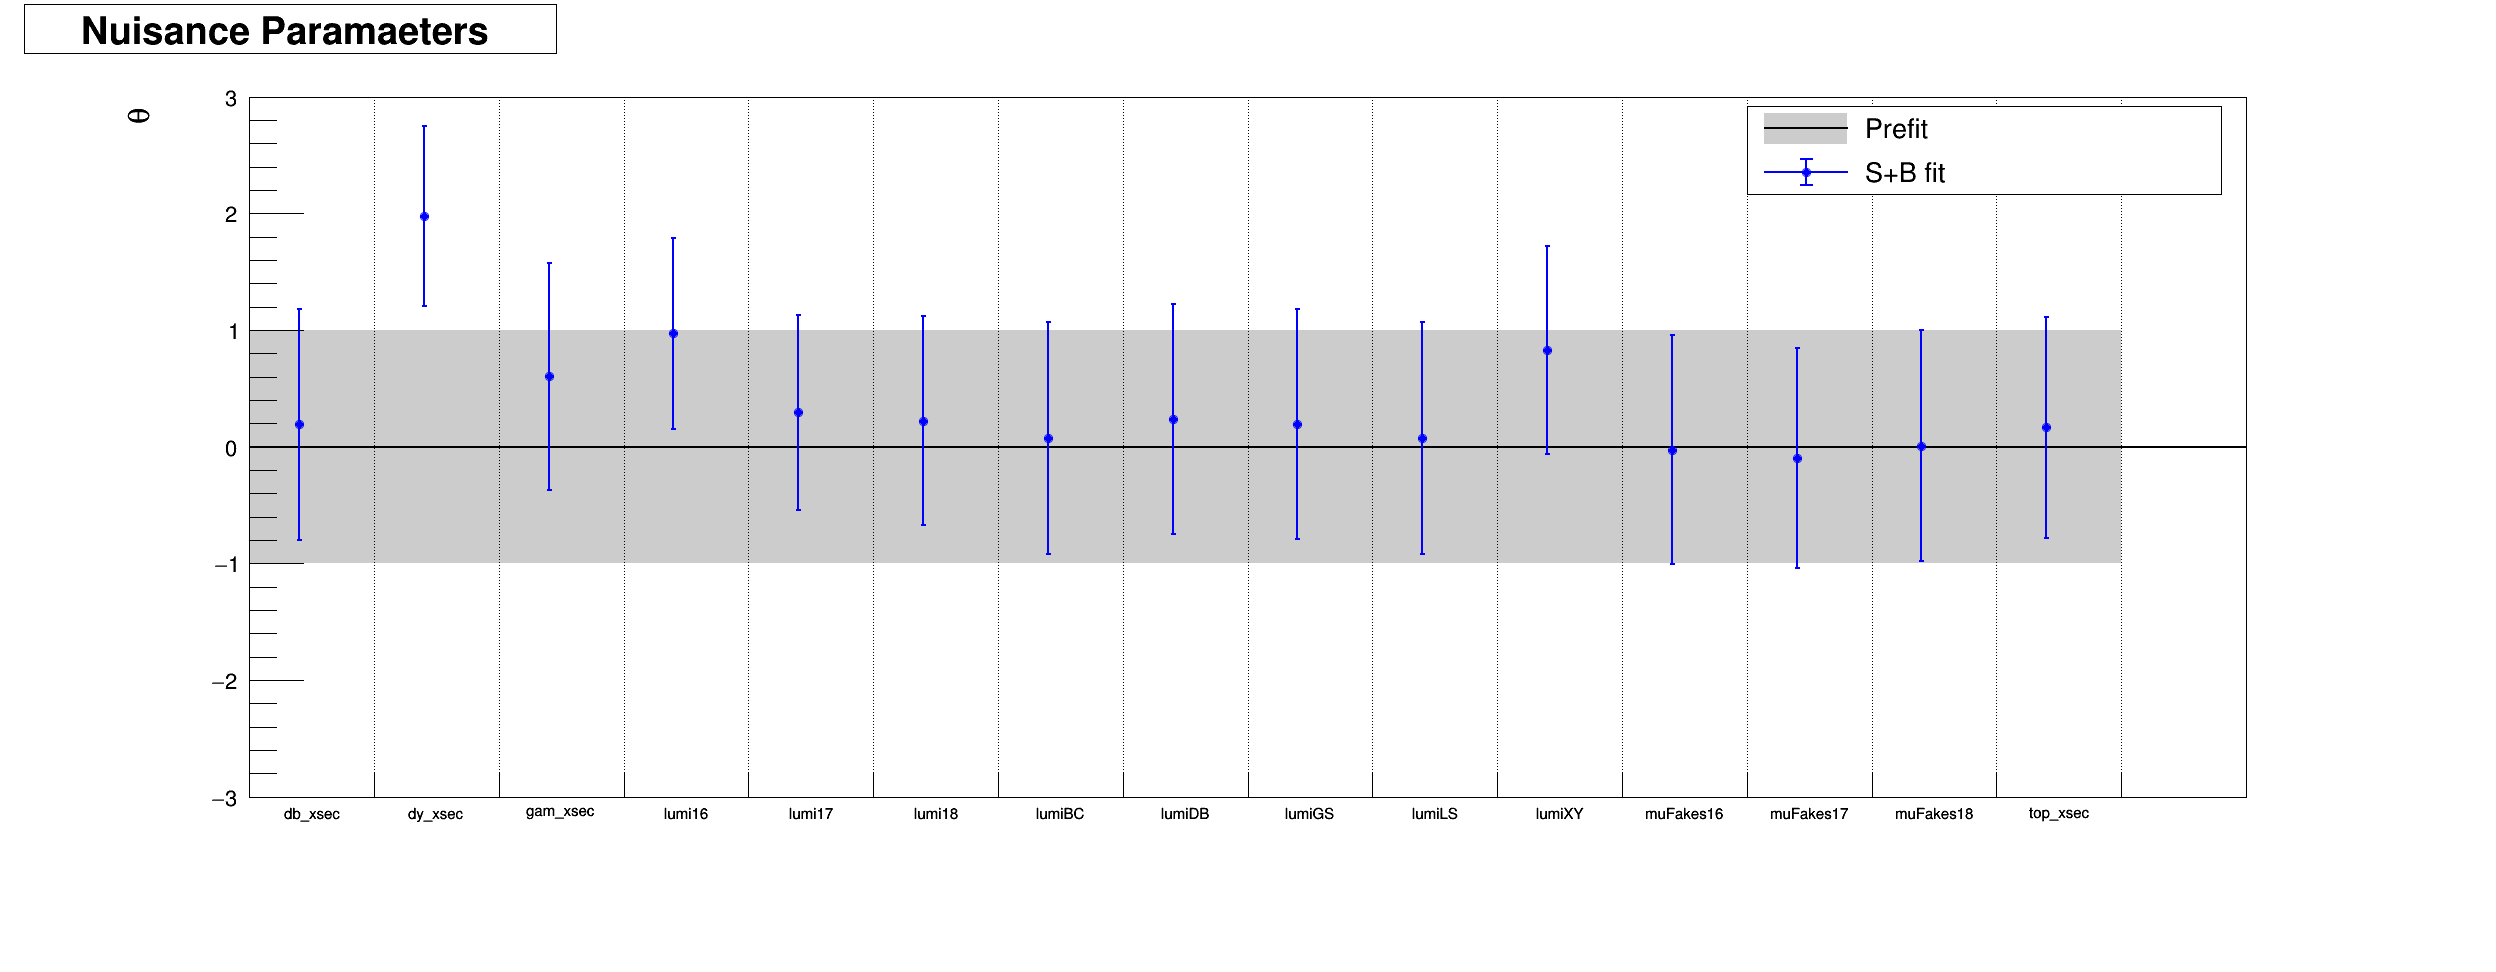 Nuisance Paramaeters
θ
3
2
1
0
−1
−2
−3
Prefit
S+B fit
db_xsec dy_xsec gam_xsec lumi16 lumi17 lumi18 lumiBC lumiDB lumiGS lumiLS lumiXY muFakes16 muFakes17 muFakes18 top_xsec